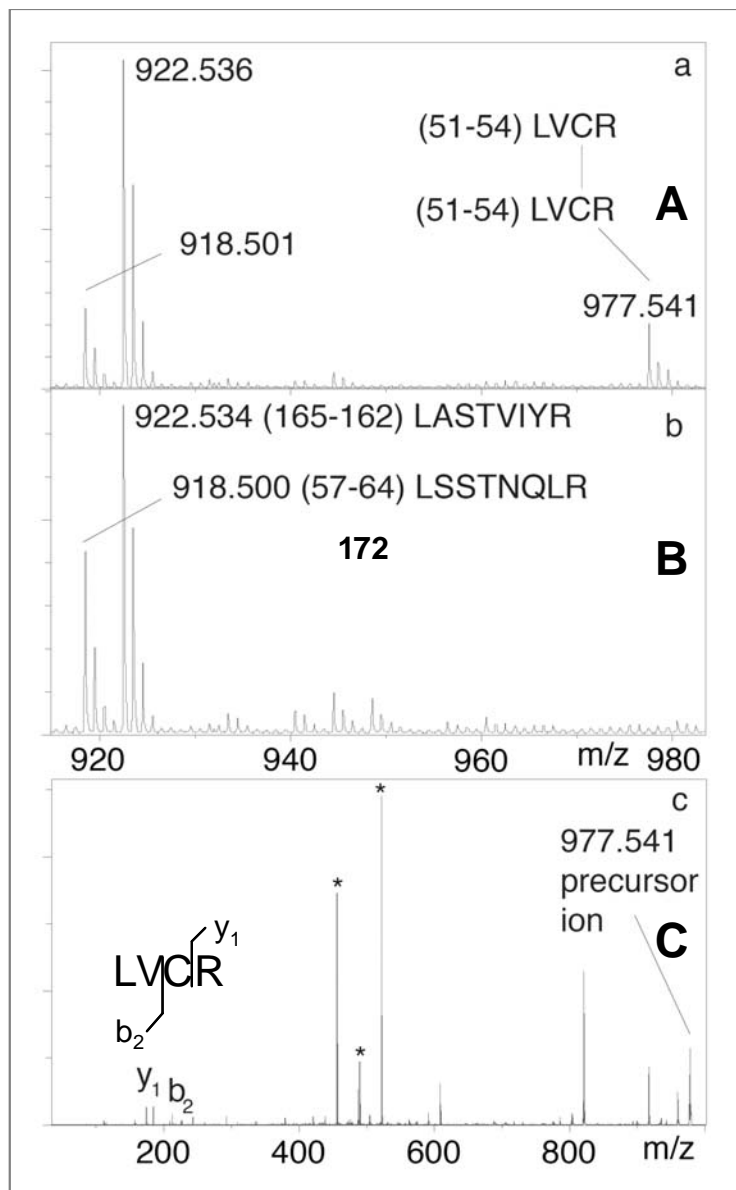 a
922.536
(51-54) LVCR
(51-54) LVCR
A
918.501
977.541
922.534 (165-162) LASTVIYR
b
918.500 (57-64) LSSTNQLR
172
B
920 940 960 m/z 980
c
*
977.541
precursor
ion
*
C
y1
LVCR
b2
*
y1 b2
200 400 600 800 m/z